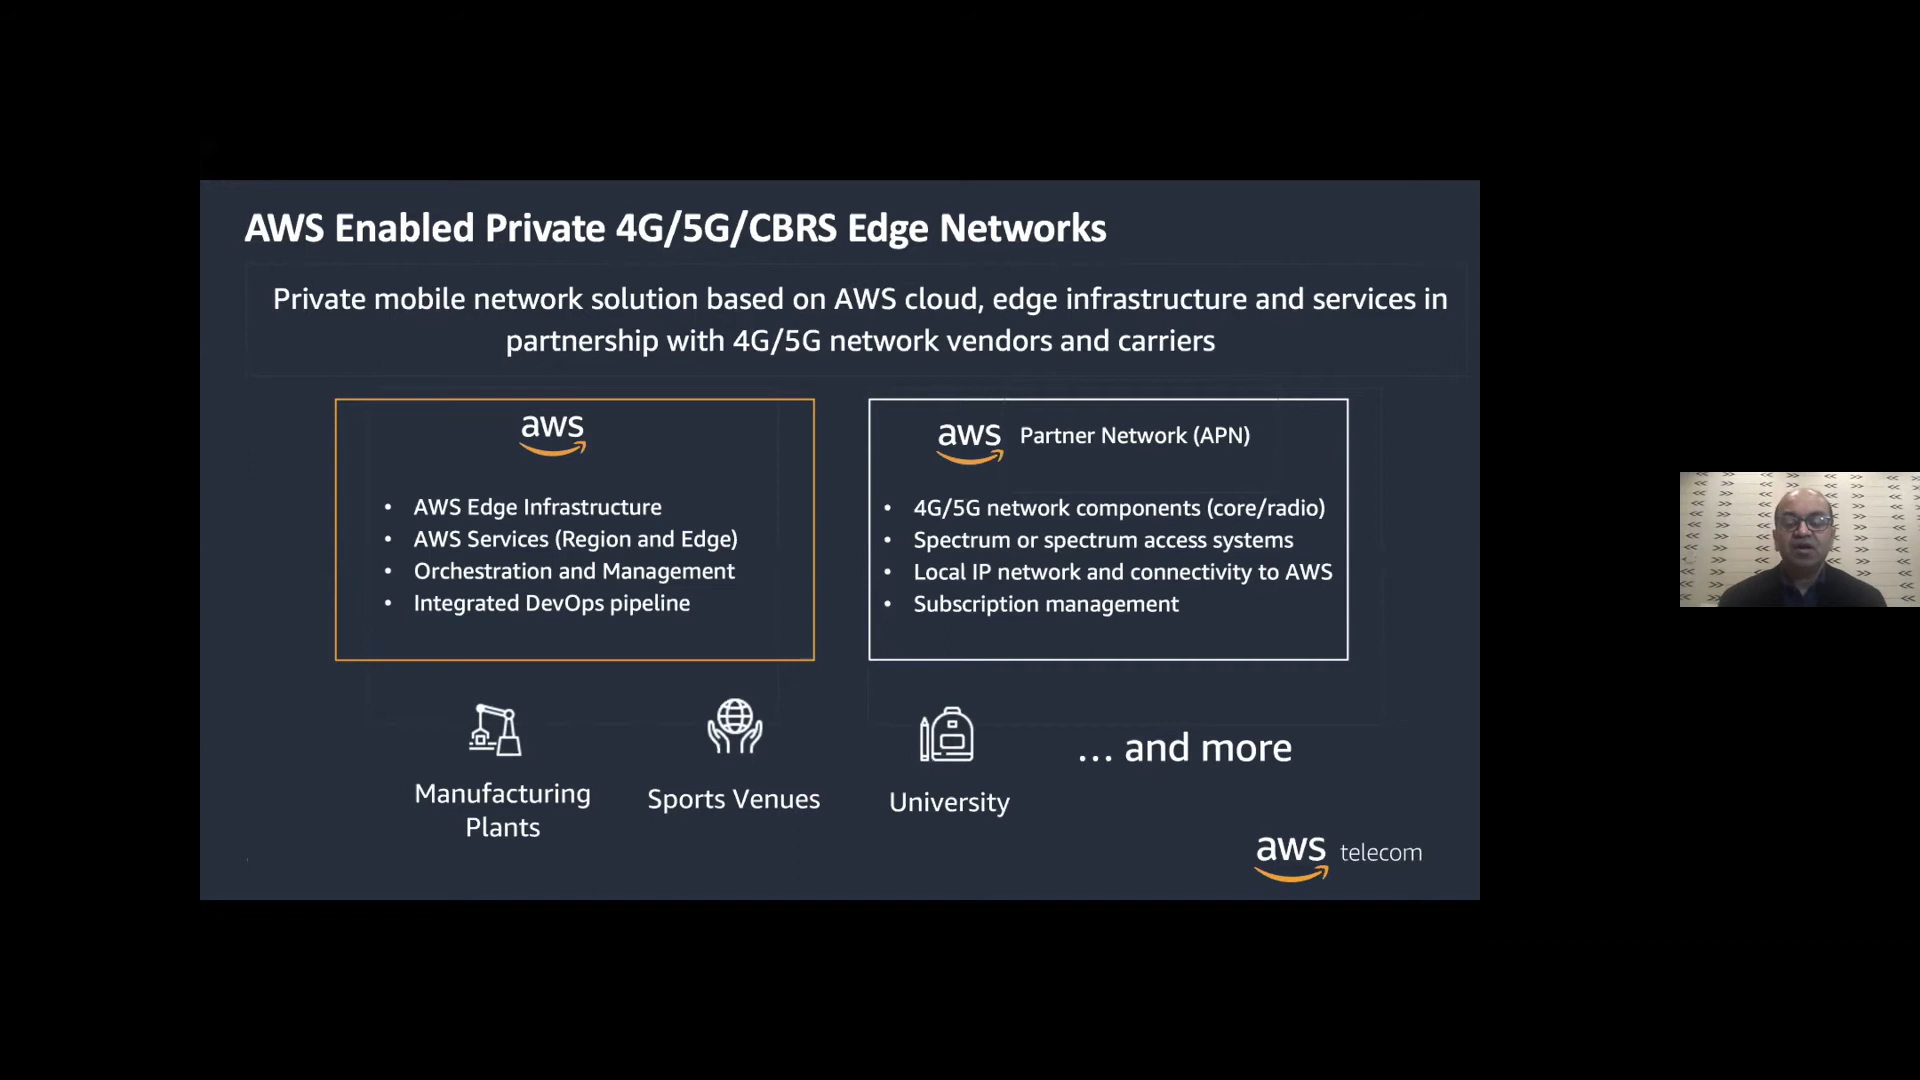 AWS Enabled Private 4G/5G/CBRS Edge Networks
Private mobile network solution based on AWS cloud, edge infrastructure and services in
partnership with 4G/5G network vendors and carriers
aws
• AWS Edge Infrastructure
• AWS Services (Region and Edge)
• Orchestration and Management
• Integrated DevOps pipeline
aws Partner Network (APN)
• 4G/5G network components (core/radio)
• Spectrum or spectrum access systems
• Local IP network and connectivity to AWS
• Subscription management
Manufacturing
Plants
Sports Venues
University
... and more
aws telecom